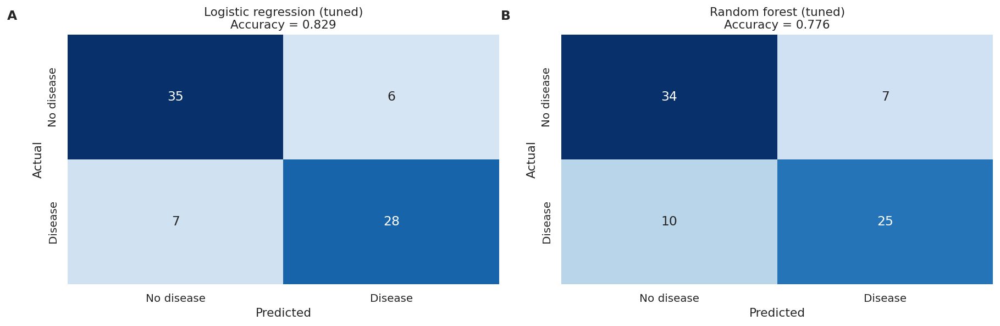 A
Logistic regression (tuned)
Accuracy = 0.829
No disease
Disease
Actual
35
6
7
28
No disease
Disease
Predicted
B
Random forest (tuned)
Accuracy = 0.776
No disease
Disease
Actual
34
7
10
25
No disease
Disease
Predicted